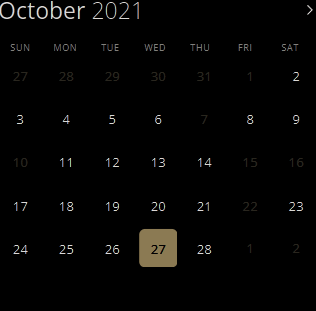 October 2021 >
SUN MON TUE WED THU FRI SAT
27 28 29 30 31 1 2
3 4 5 6 7 8 9
10 11 12 13 14 15 16
17 18 19 20 21 22 23
24 25 26 27 28 1 2